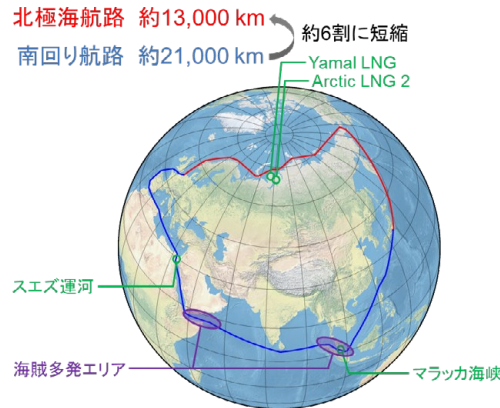 北極海航路 約13,000 km
南回り航路 約21,000 km
約6割に短縮
Yamal LNG
Arctic LNG 2
スエズ運河
海賊多発エリア
マラッカ海峡